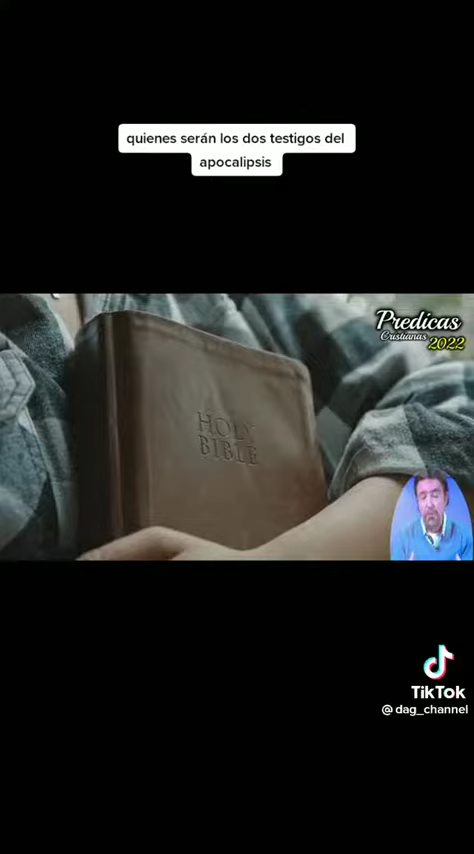 quienes serán los dos testigos del
apocalipsis
Predicas
Cristianas
2022
HOLY
BIBLE
TikTok
@dag_channel